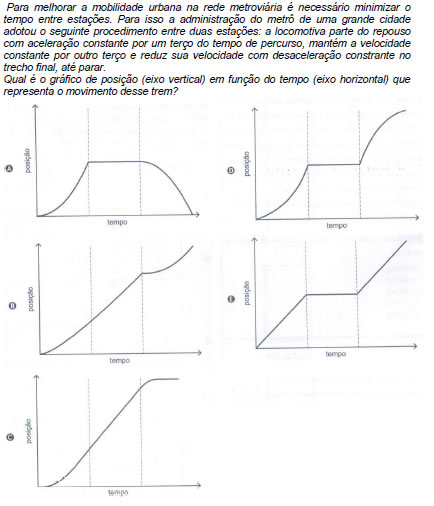 Para melhorar a mobilidade urbana na rede metroviária é necessário minimizar o
tempo entre estações. Para isso a administração do metrô de uma grande cidade
adotou o seguinte procedimento entre duas estações: a locomotiva parte do repouso
com aceleração constante por um terço do tempo de percurso, mantém a velocidade
constante por outro terço e reduz sua velocidade com desaceleração constrante no
trecho final, até parar.
Qual é o gráfico de posição (eixo vertical) em função do tempo (eixo horizontal) que
representa o movimento desse trem?
A
posição
tempo
D
posição
tempo
B
posição
tempo
E
posição
tempo
C
posição
tempo